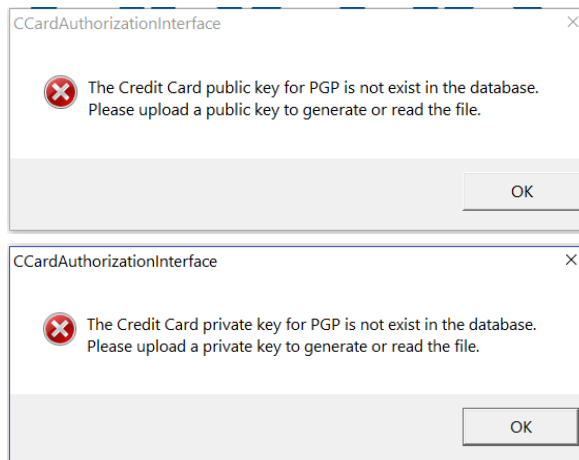 CCardAuthorizationInterface
The Credit Card public key for PGP is not exist in the database.
Please upload a public key to generate or read the file.
OK
CCardAuthorizationInterface
The Credit Card private key for PGP is not exist in the database.
Please upload a private key to generate or read the file.
OK